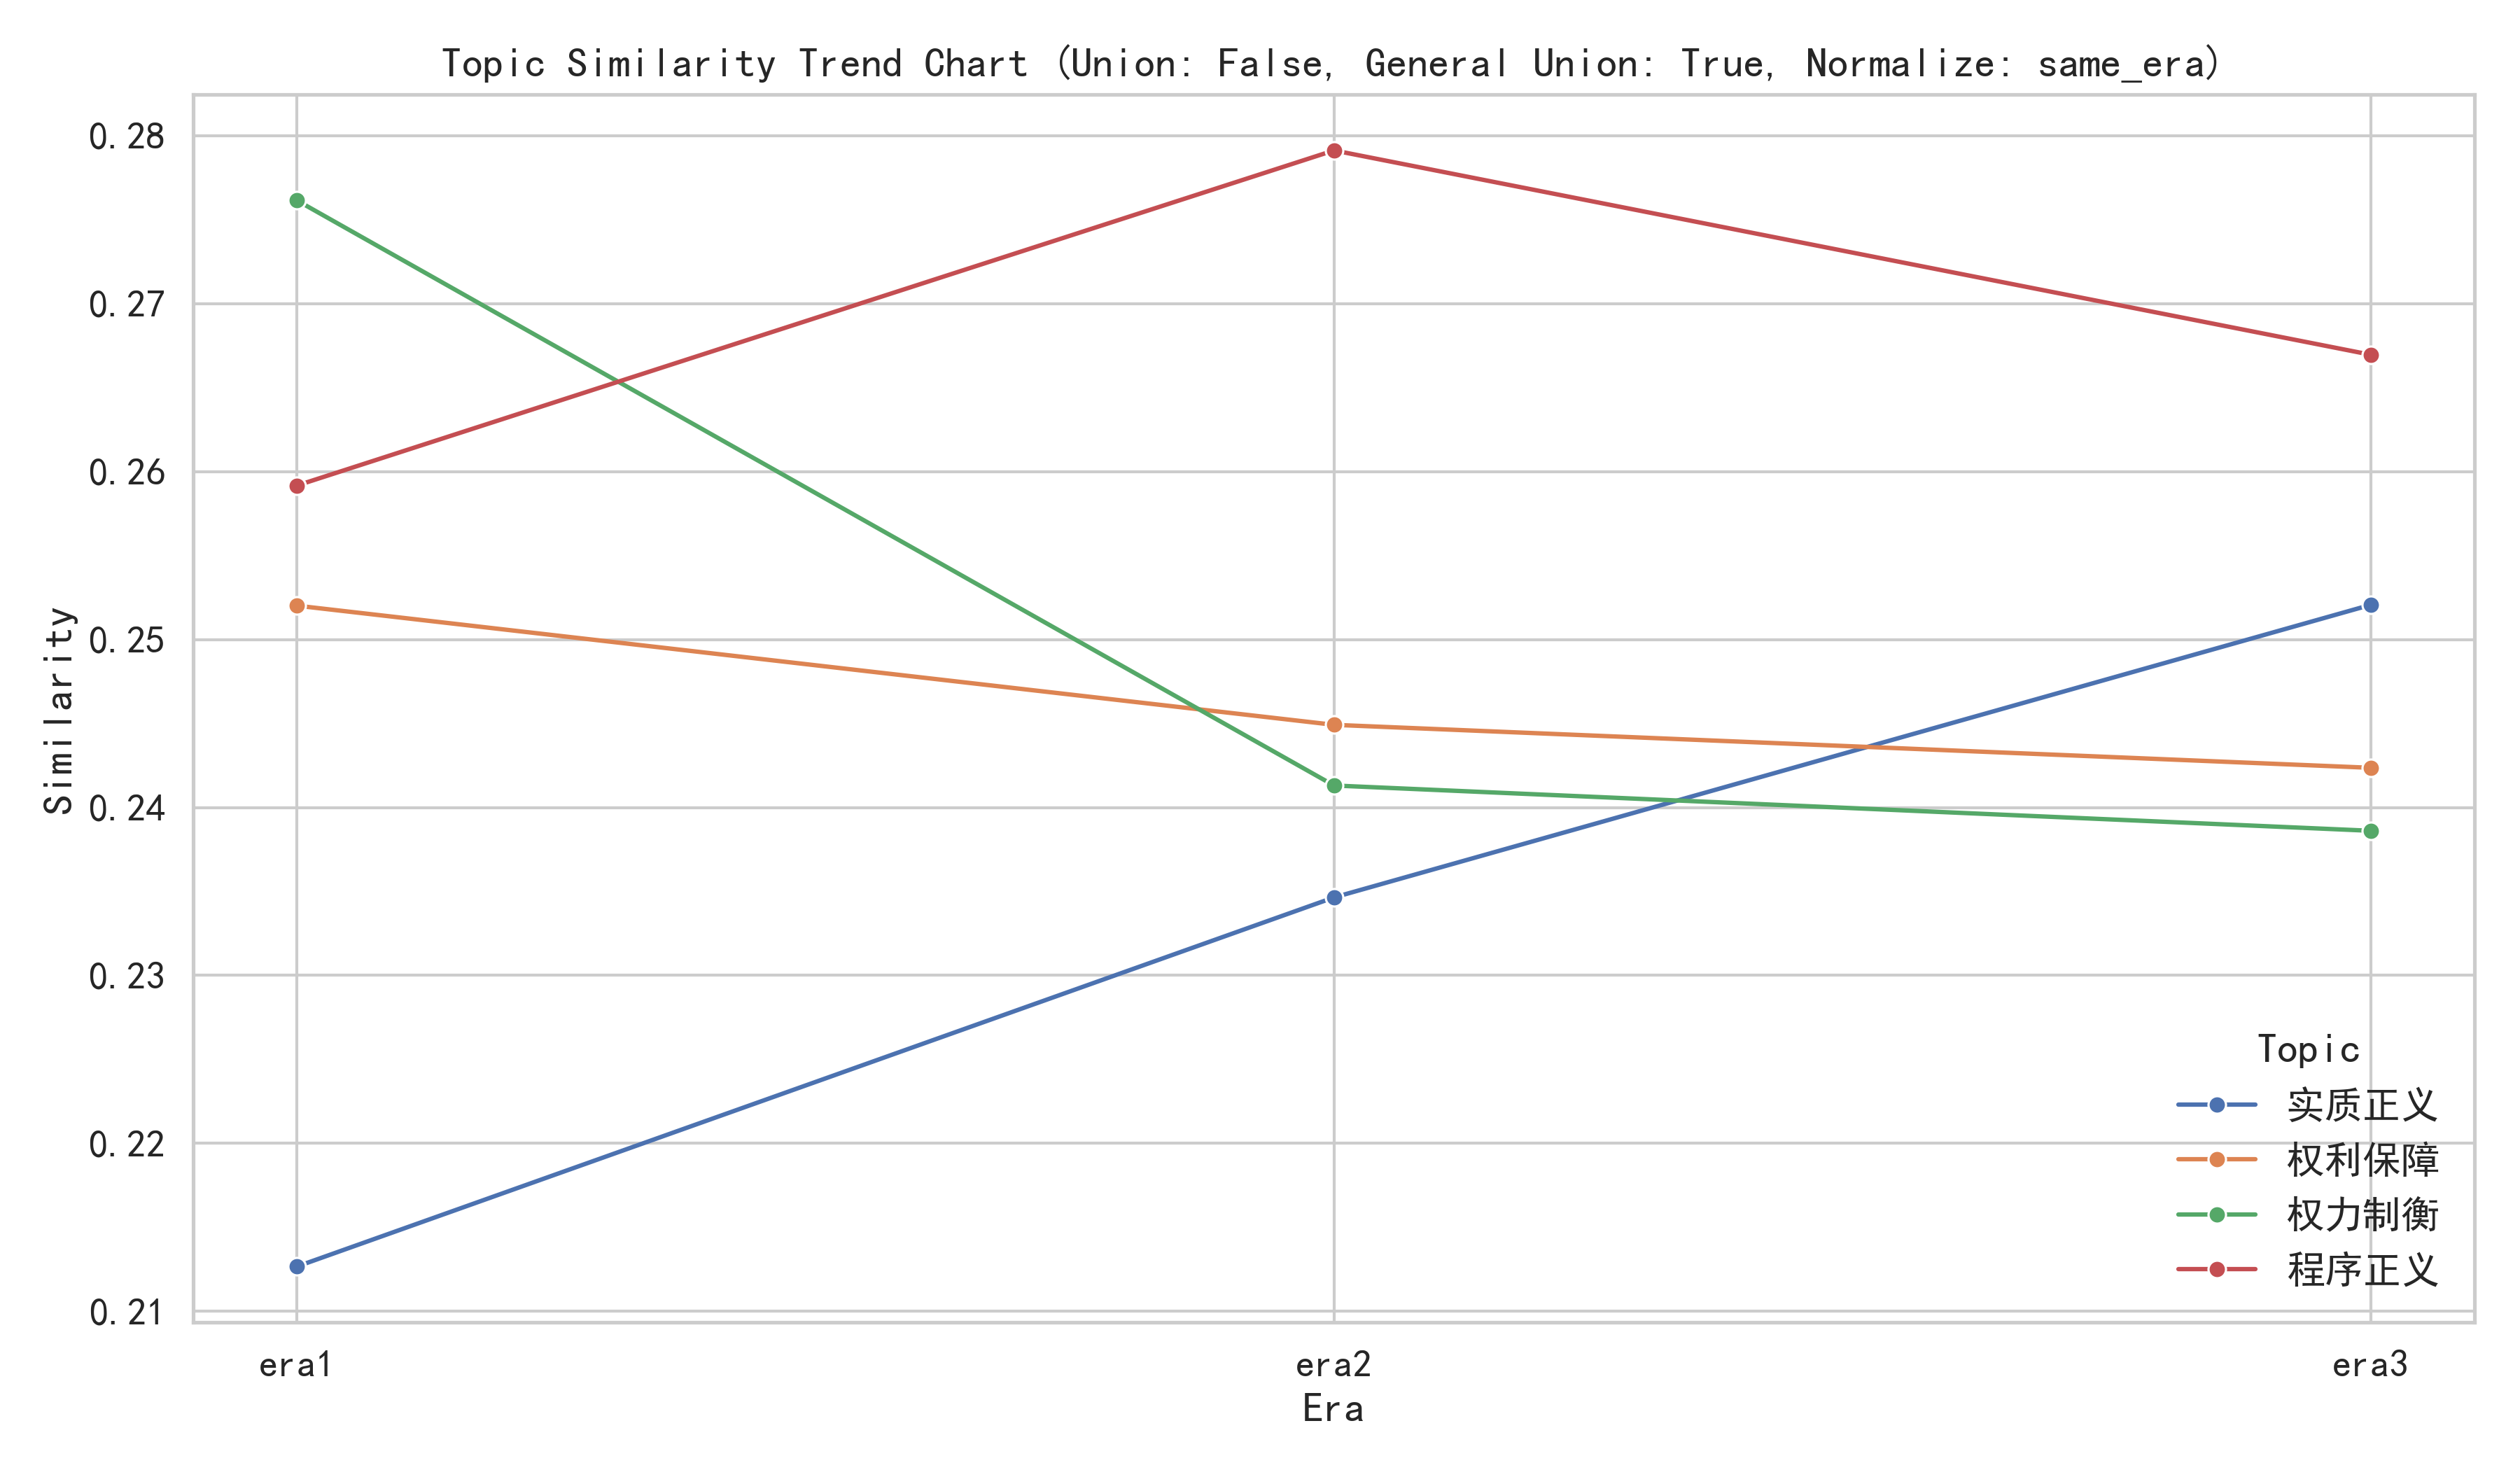 Topic Similarity Trend Chart (Union: False, General Union: True, Normalize: same_era)
0.28
0.27
0.26
0.25
0.24
0.23
0.22
0.21
Similarity
era1
era2
era3
Era
Topic
实质正义
权利保障
权力制衡
程序正义